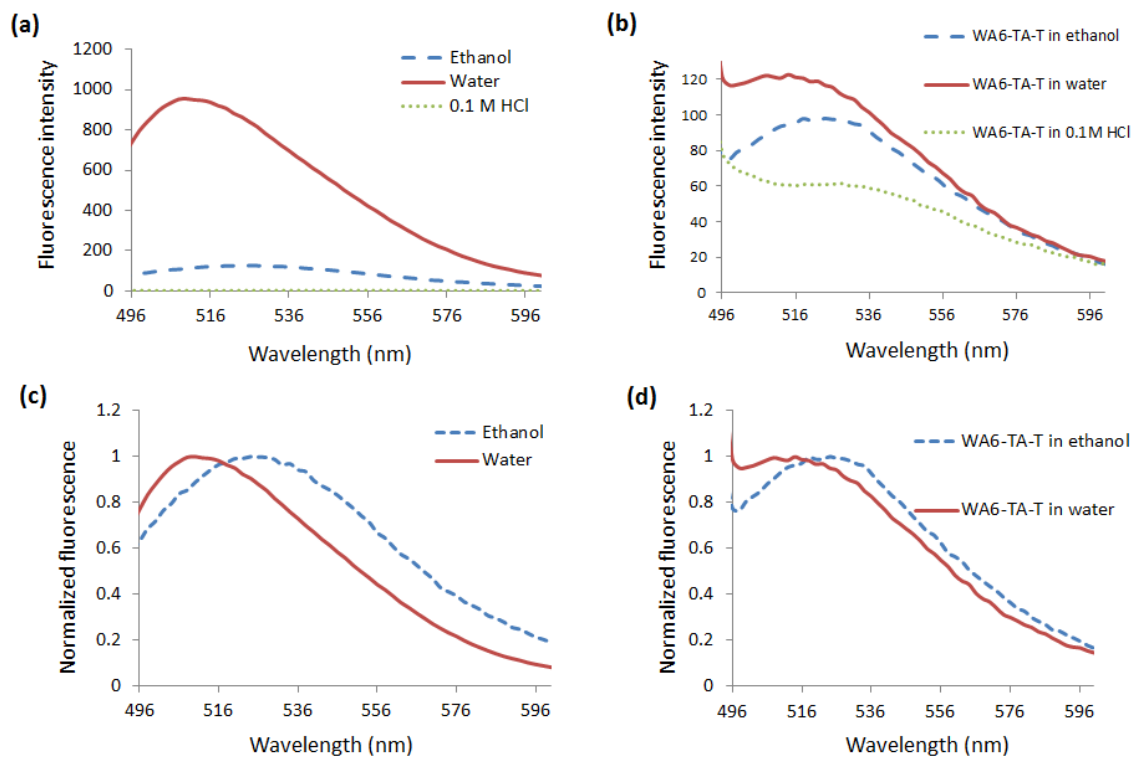 (a)
1200
1000
800
600
400
200
0
496 516 536 556 576 596
Fluorescence intensity
Wavelength (nm)
Ethanol
Water
0.1 M HCl
(b)
120
100
80
60
40
20
0
496 516 536 556 576 596
Fluorescence intensity
Wavelength (nm)
WA6-TA-T in ethanol
WA6-TA-T in water
WA6-TA-T in 0.1M HCl
(c)
1.2
1
0.8
0.6
0.4
0.2
0
496 516 536 556 576 596
Normalized fluorescence
Wavelength (nm)
Ethanol
Water
(d)
1.2
1
0.8
0.6
0.4
0.2
0
496 516 536 556 576 596
Normalized fluorescence
Wavelength (nm)
WA6-TA-T in ethanol
WA6-TA-T in water